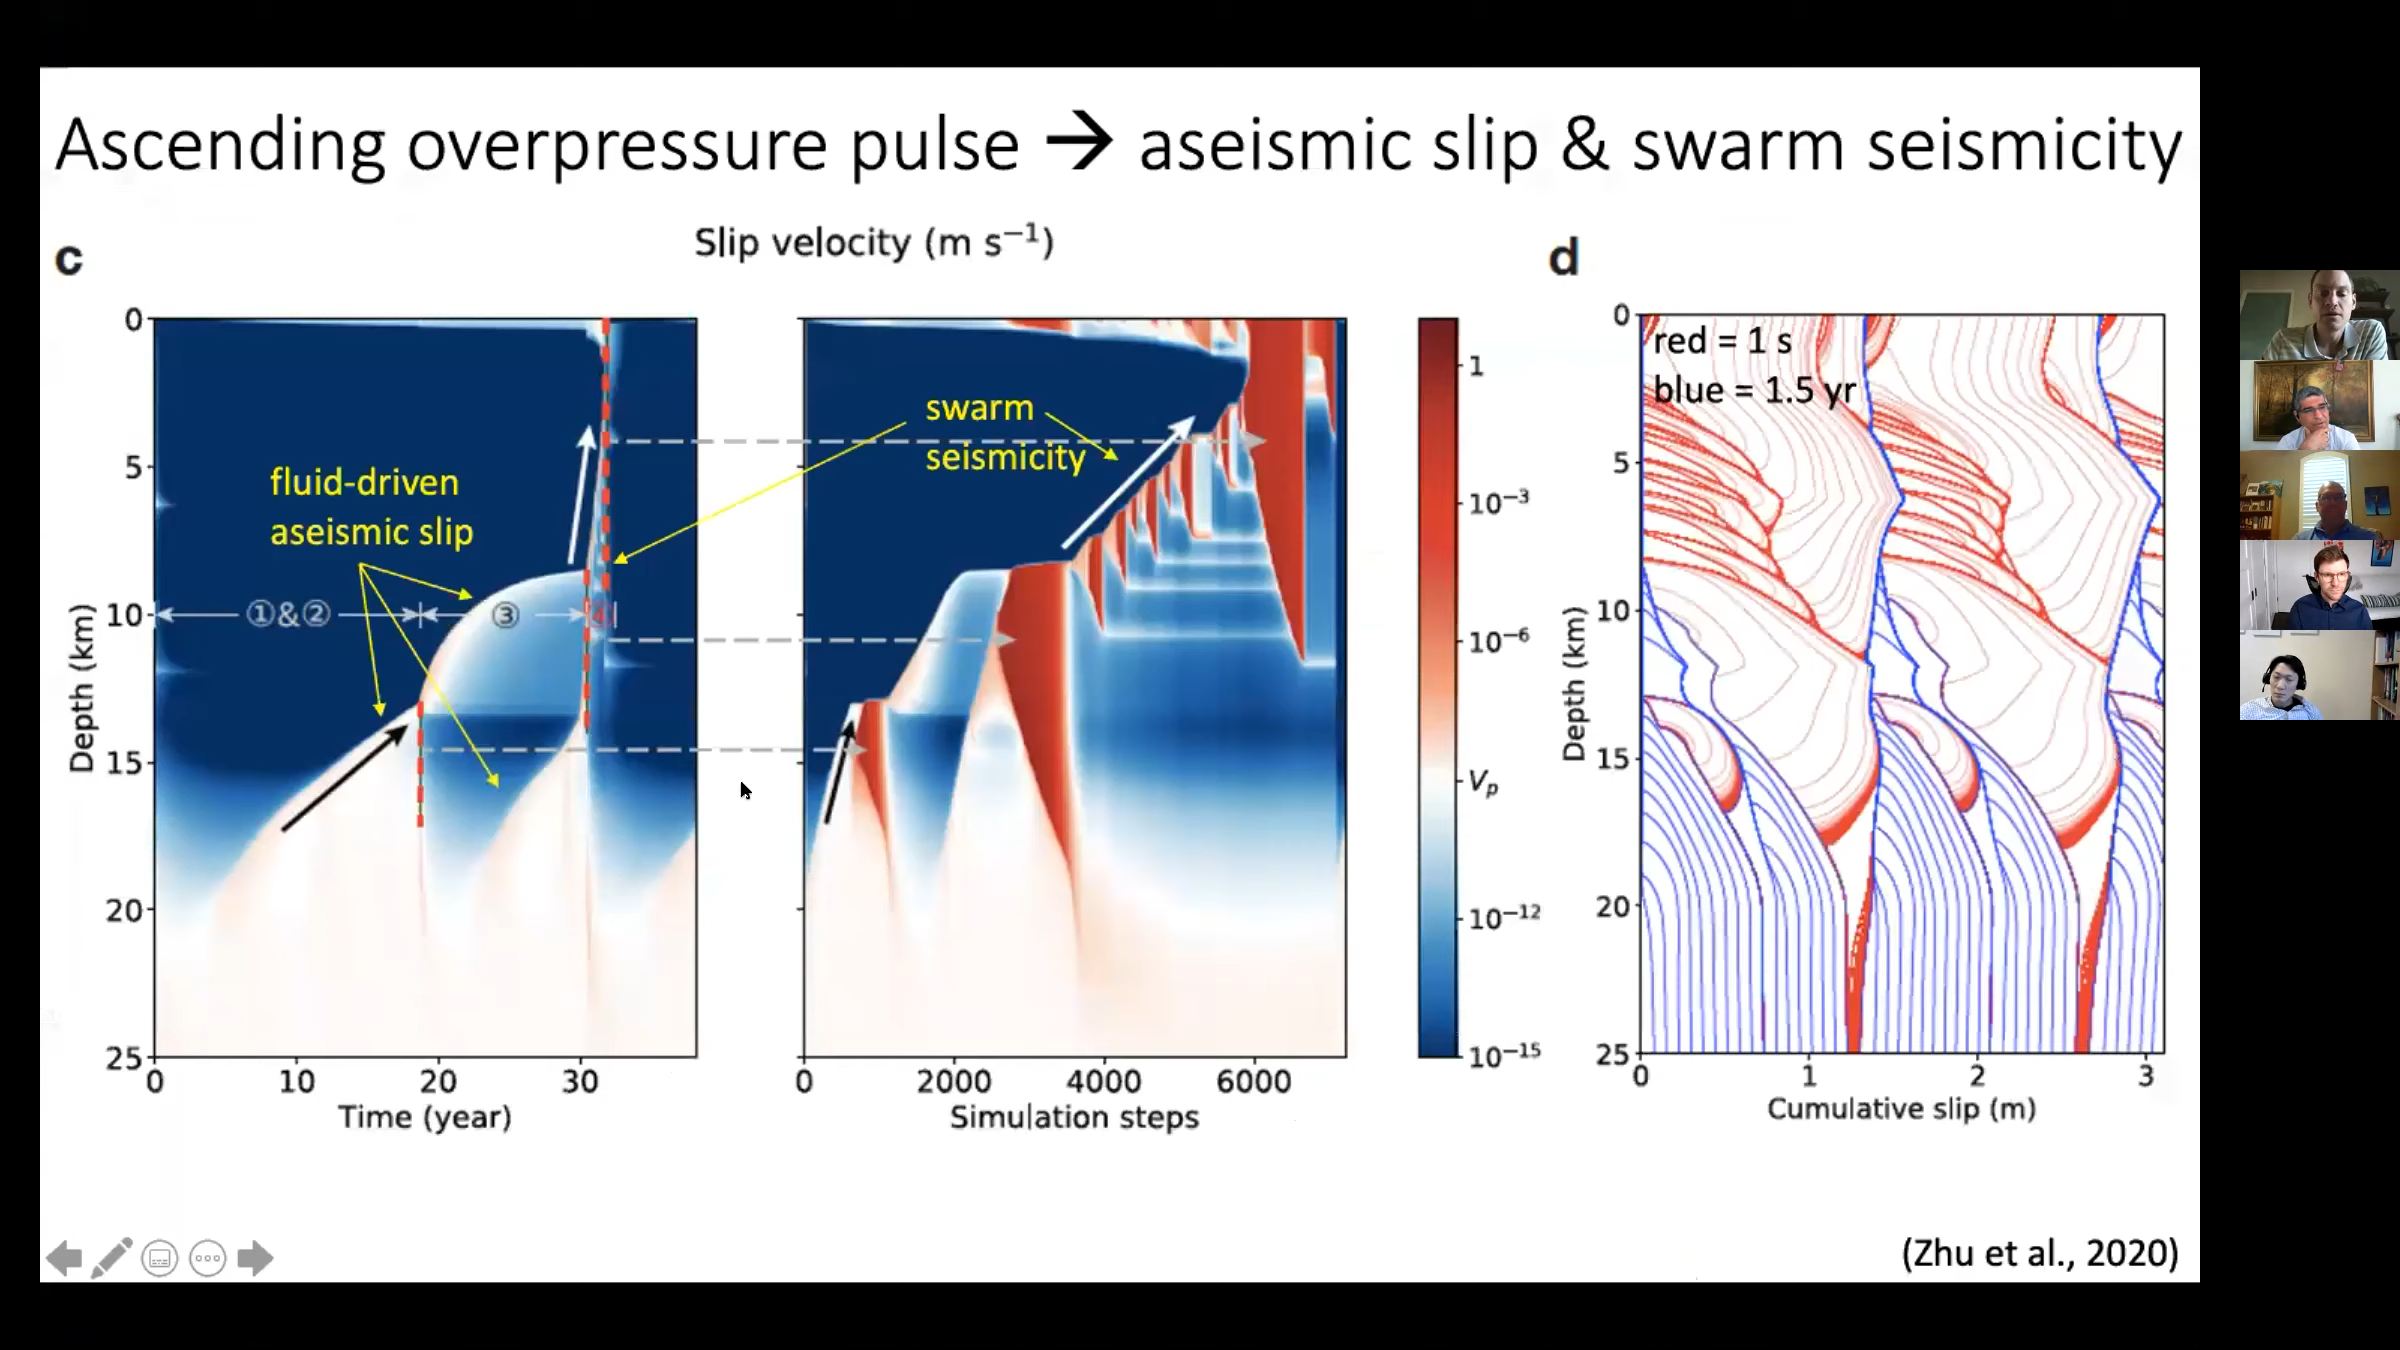 Ascending overpressure pulse → aseismic slip & swarm seismicity
Slip velocity (m s⁻¹)
c
0
5
10
15
20
25
Depth (km)
fluid-driven
aseismic slip
①&②
③
④
0
10
20
30
Time (year)
swarm
seismicity
0
2000
4000
6000
Simulation steps
1
10⁻³
10⁻⁶
Vₚ
10⁻¹²
10⁻¹⁵
d
red = 1 s
blue = 1.5 yr
0
5
10
15
20
25
Depth (km)
0
1
2
3
Cumulative slip (m)
(Zhu et al., 2020)